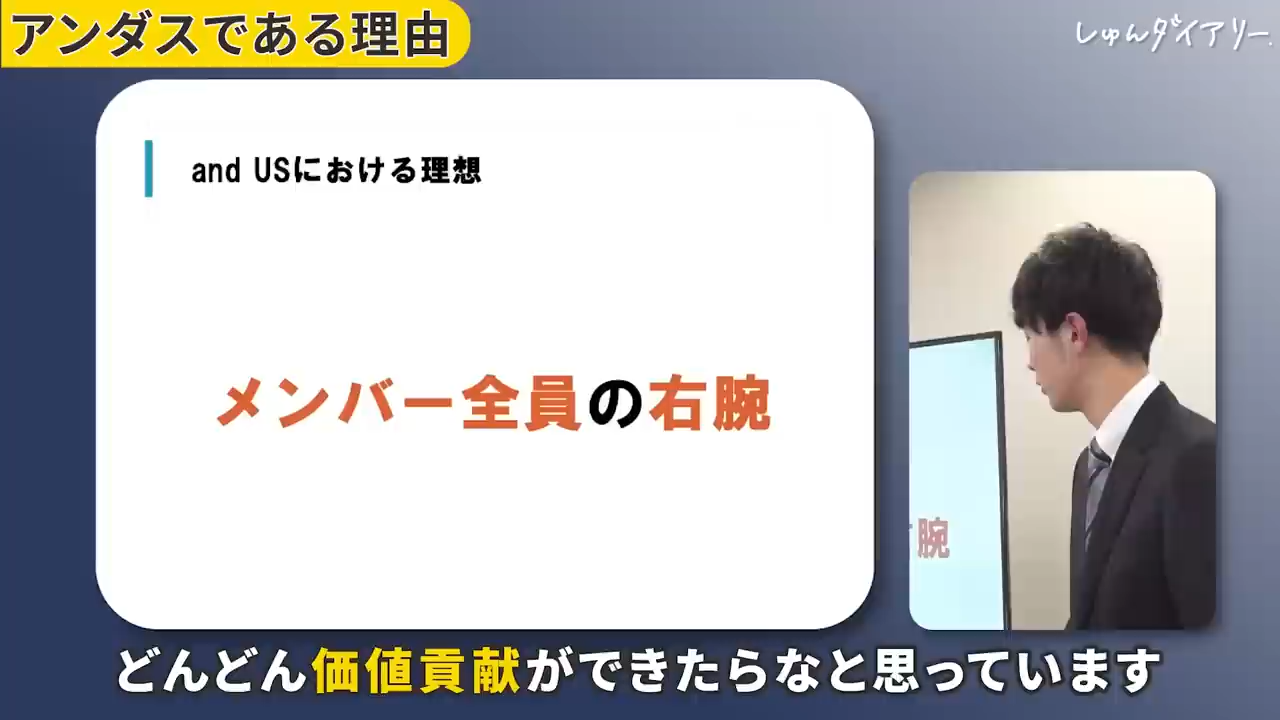 アンダスである理由
しゅんダイアリー.
and USにおける理想
メンバー全員の右腕
腕
どんどん価値貢献ができたらなと思っています